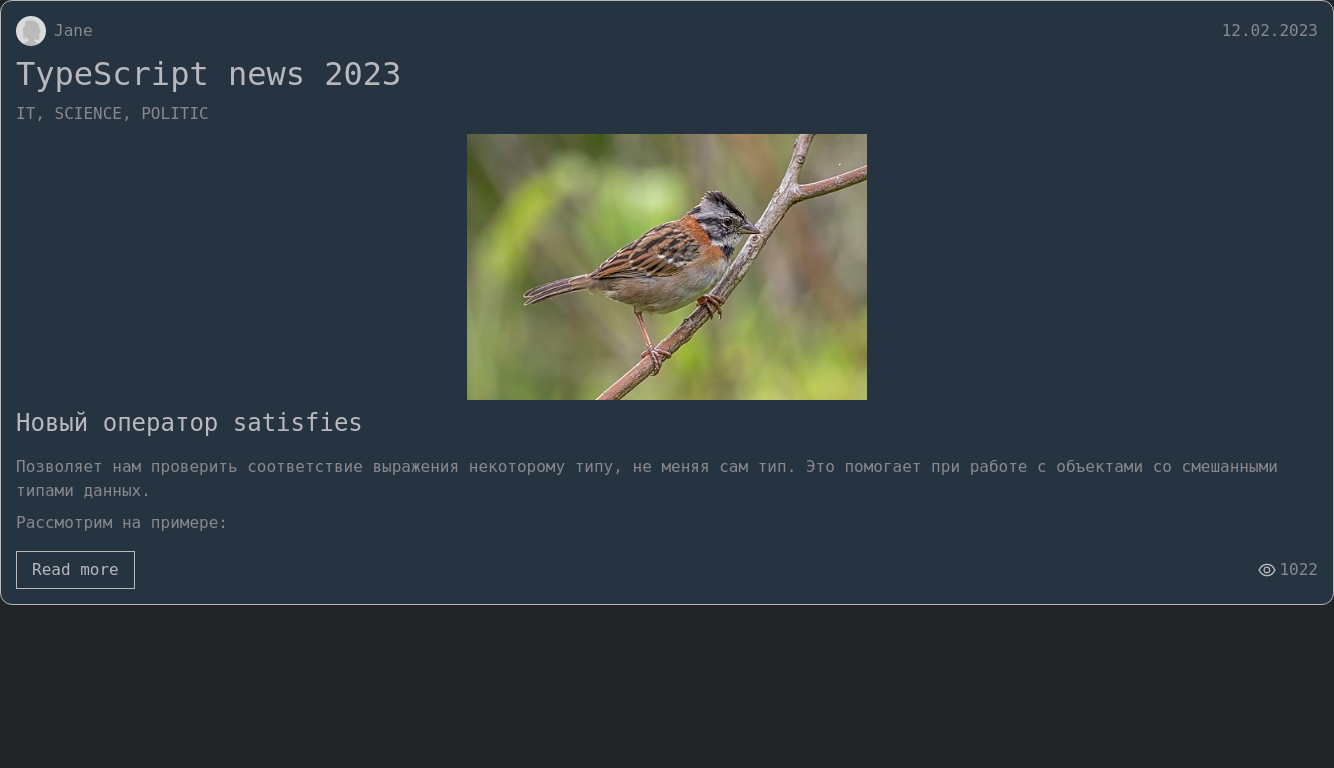 Jane
12.02.2023
TypeScript news 2023
IT, SCIENCE, POLITIC
Новый оператор satisfies
Позволяет нам проверить соответствие выражения некоторому типу, не меняя сам тип. Это помогает при работе с объектами со смешанными
типами данных.
Рассмотрим на примере:
Read more
1022